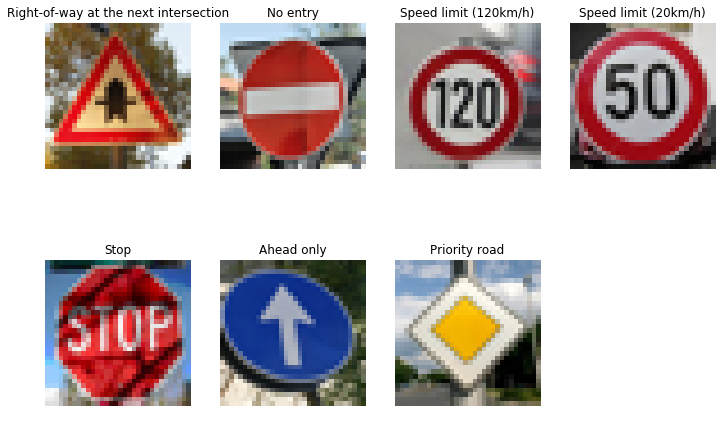 Right-of-way at the next intersection
No entry
Speed limit (120km/h)
Speed limit (20km/h)
120
50
Stop
Ahead only
Priority road
STOP